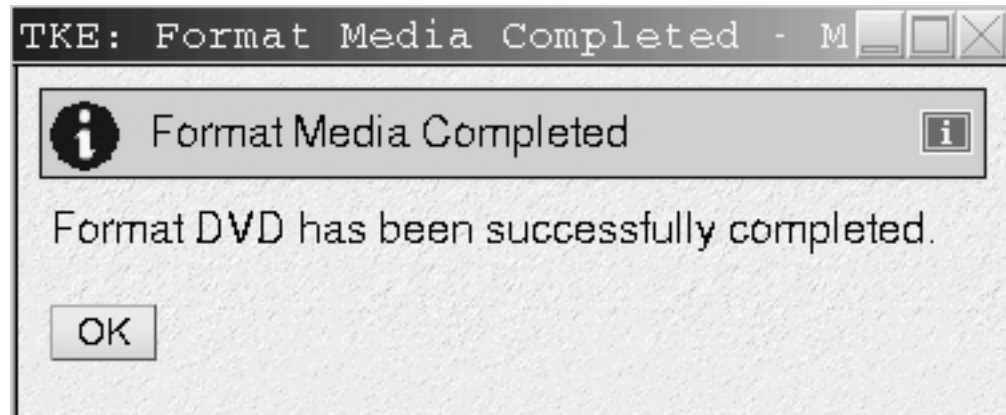 TKE: Format Media Completed - M
Format Media Completed
Format DVD has been successfully completed.
OK